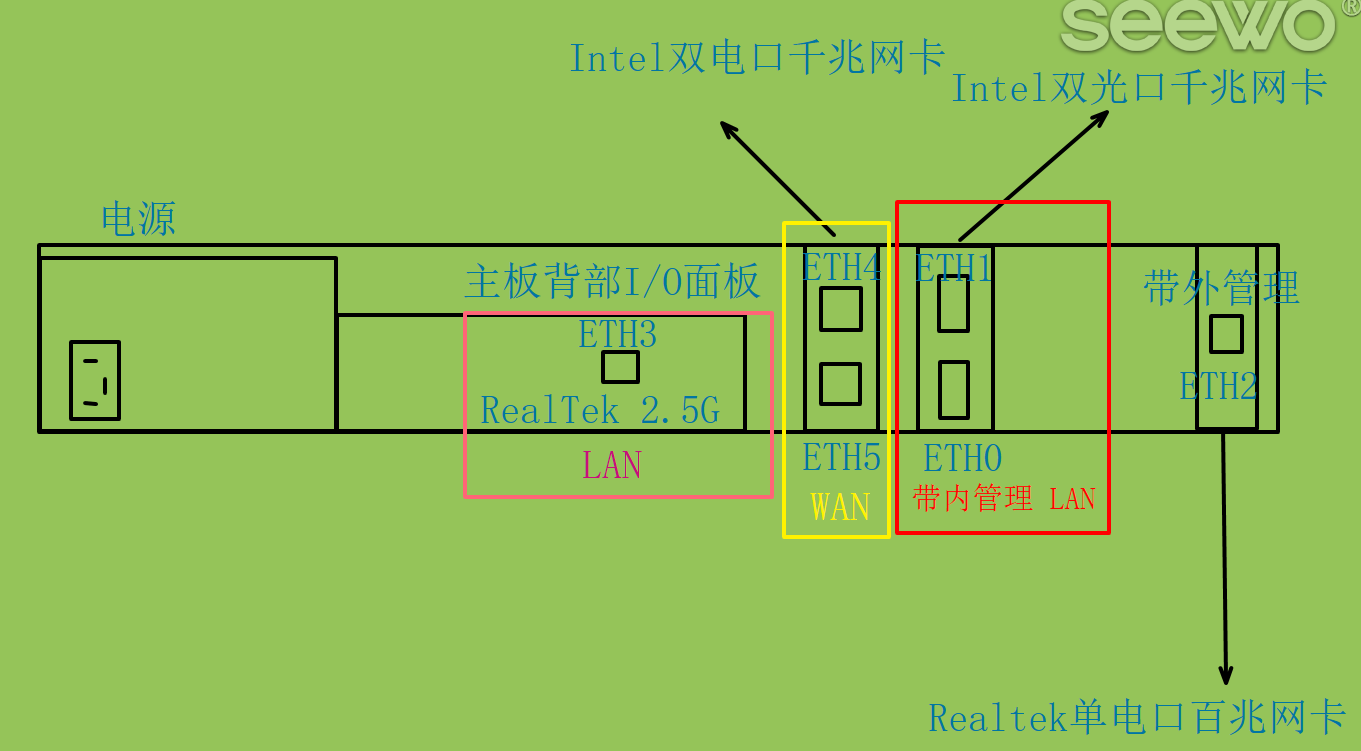 seewo®
Intel双电口千兆网卡
Intel双光口千兆网卡
电源
主板背部I/O面板
ETH4
ETH1
带外管理
ETH3
ETH2
RealTek 2.5G
ETH5
ETH0
LAN
WAN
带内管理 LAN
Realtek单电口百兆网卡